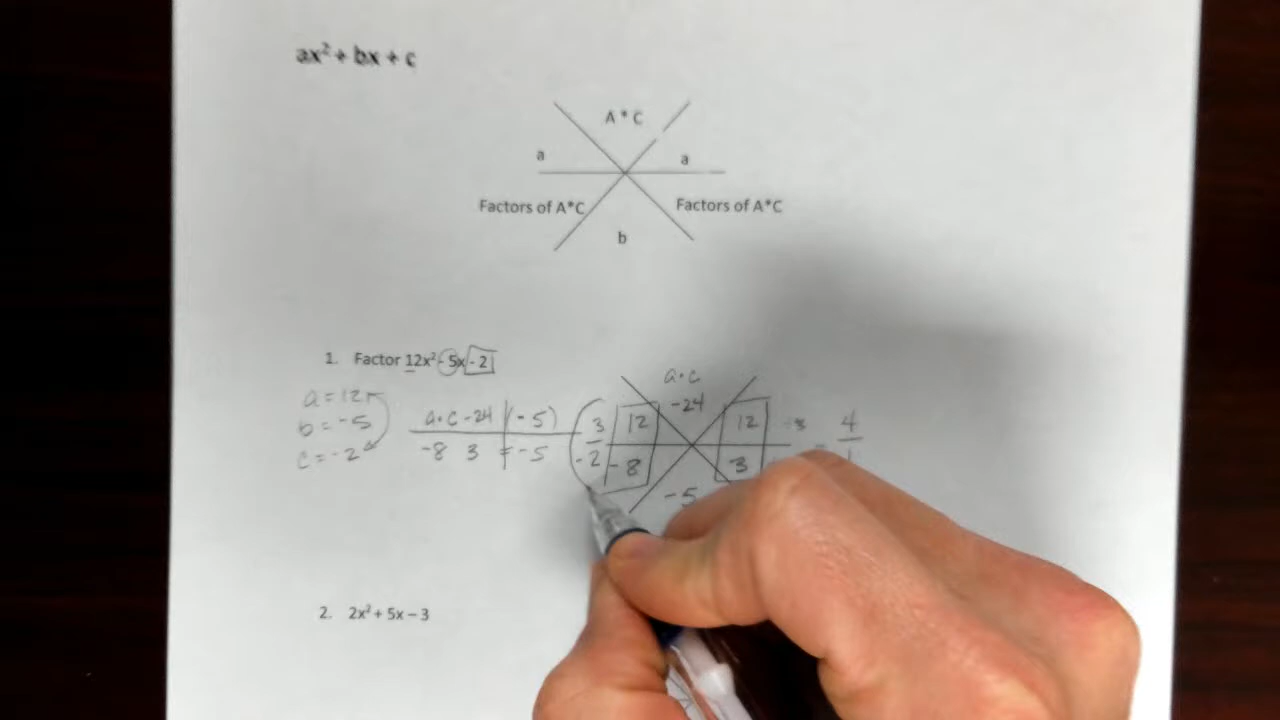 ax² + bx + c
A * C
a a
Factors of A*C Factors of A*C
b
1. Factor 12x² - 5x - 2
a·c
a = 12
b = -5
c = -2
a·c -24 (-5)
-8 3 = -5
3 12 -24 12 ÷3 4
-2 -8 3
-5
2. 2x² + 5x – 3